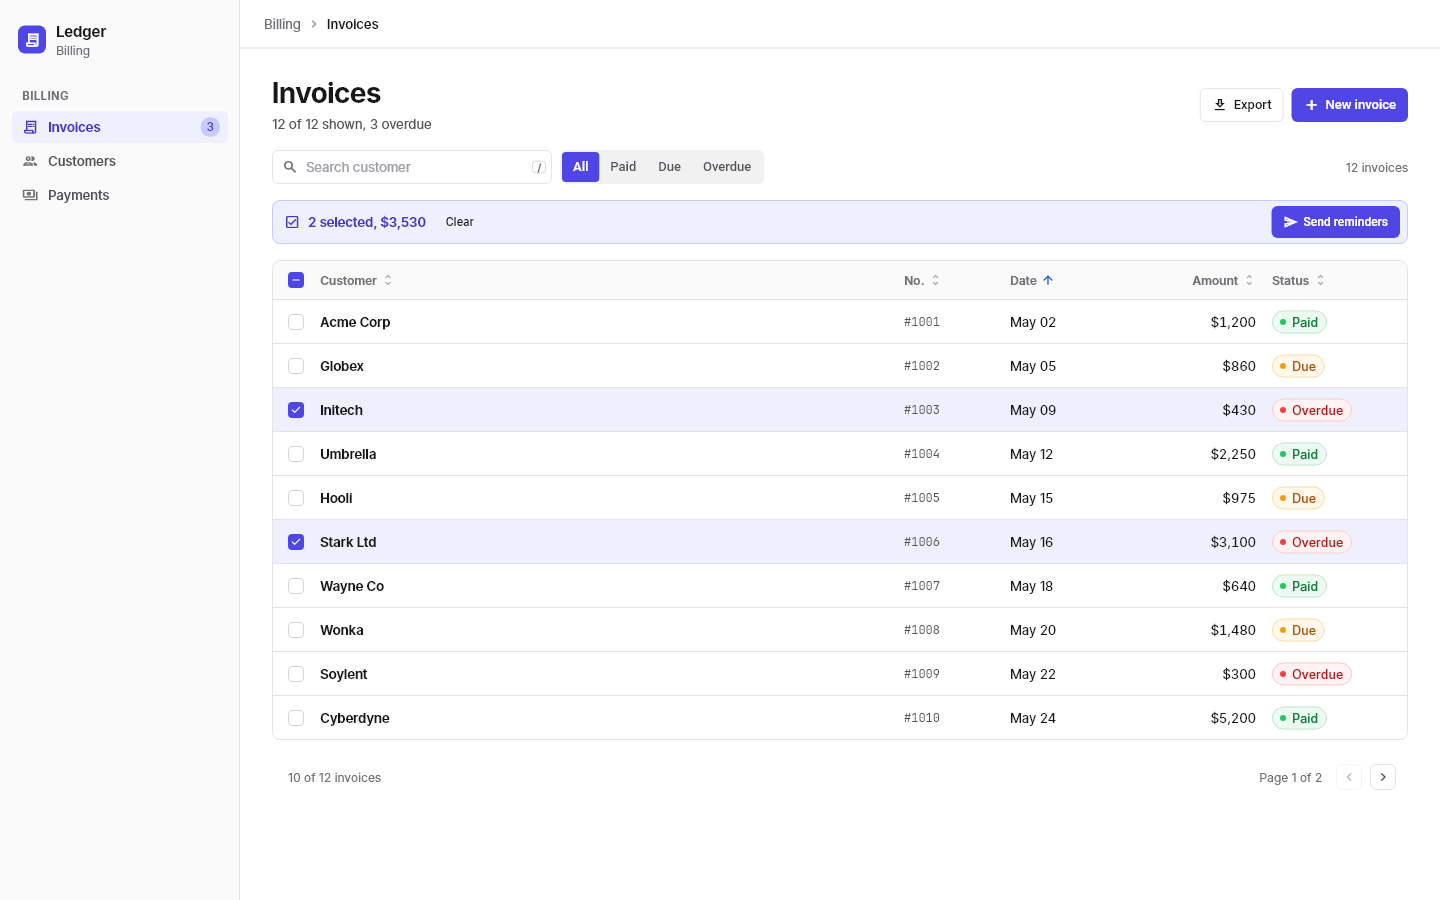 Ledger
Billing
BILLING
Invoices 3
Customers
Payments
Billing Invoices
Invoices
12 of 12 shown, 3 overdue
Export
New invoice
Search customer /
All Paid Due Overdue
12 invoices
2 selected, $3,530 Clear
Send reminders
Customer No. Date Amount Status
Acme Corp #1001 May 02 $1,200 Paid
Globex #1002 May 05 $860 Due
Initech #1003 May 09 $430 Overdue
Umbrella #1004 May 12 $2,250 Paid
Hooli #1005 May 15 $975 Due
Stark Ltd #1006 May 16 $3,100 Overdue
Wayne Co #1007 May 18 $640 Paid
Wonka #1008 May 20 $1,480 Due
Soylent #1009 May 22 $300 Overdue
Cyberdyne #1010 May 24 $5,200 Paid
10 of 12 invoices
Page 1 of 2